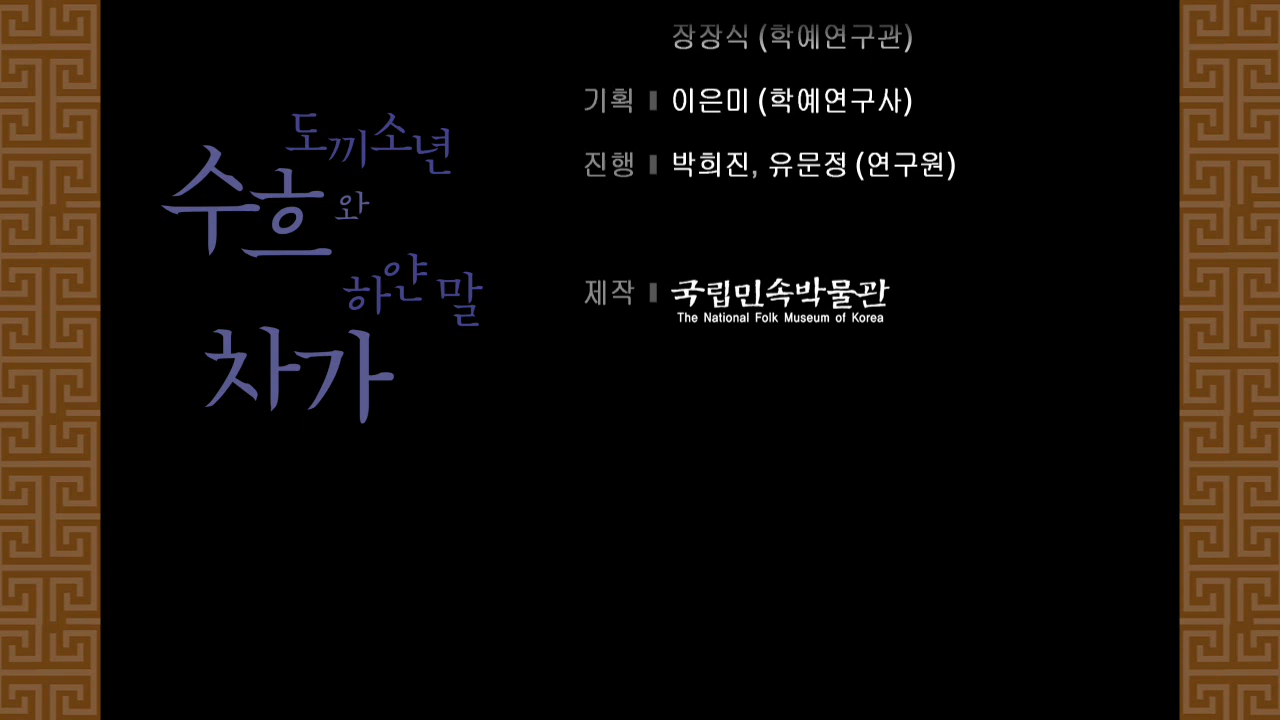 도끼소년
수흐와
하얀 말
차가
장장식 (학예연구관)
기획 이은미 (학예연구사)
진행 박희진, 유문정 (연구원)
제작 국립민속박물관
The National Folk Museum of Korea